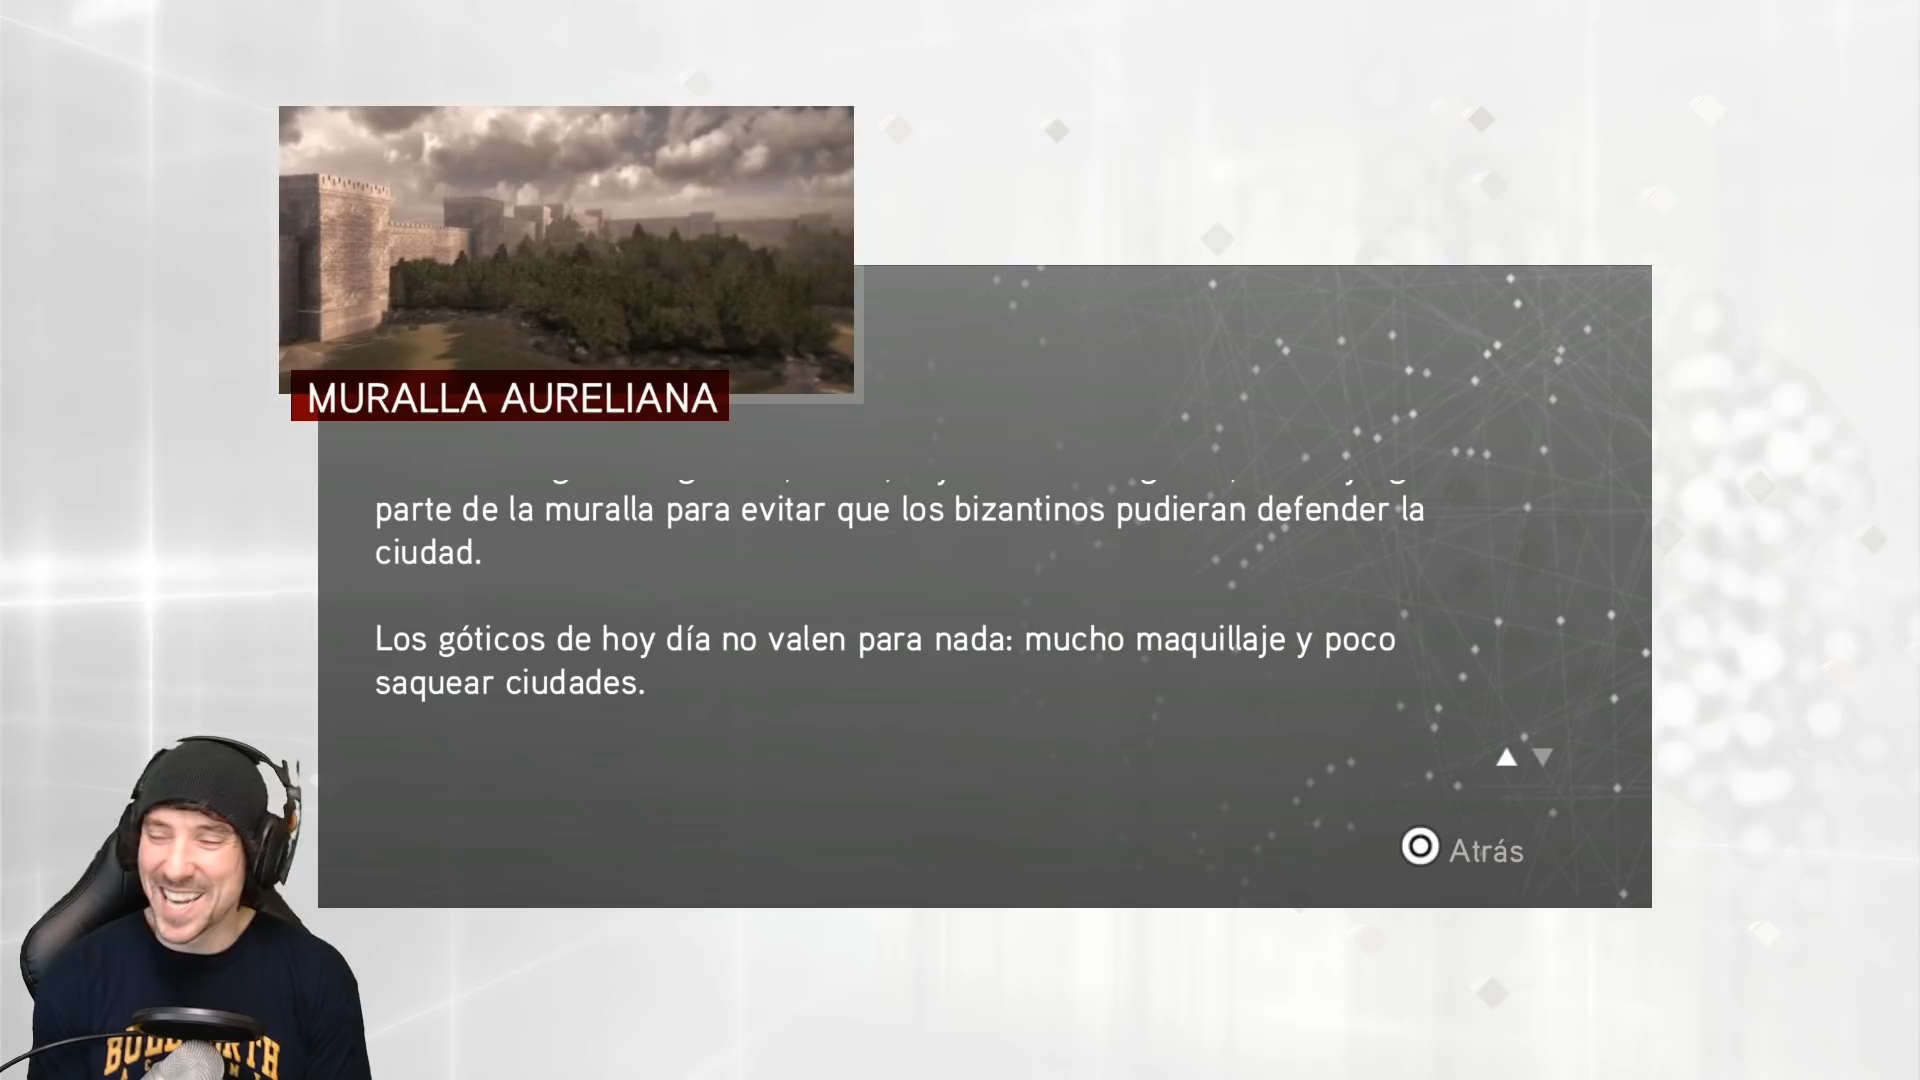 MURALLA AURELIANA
parte de la muralla para evitar que los bizantinos pudieran defender la
ciudad.
Los góticos de hoy día no valen para nada: mucho maquillaje y poco
saquear ciudades.
Atrás